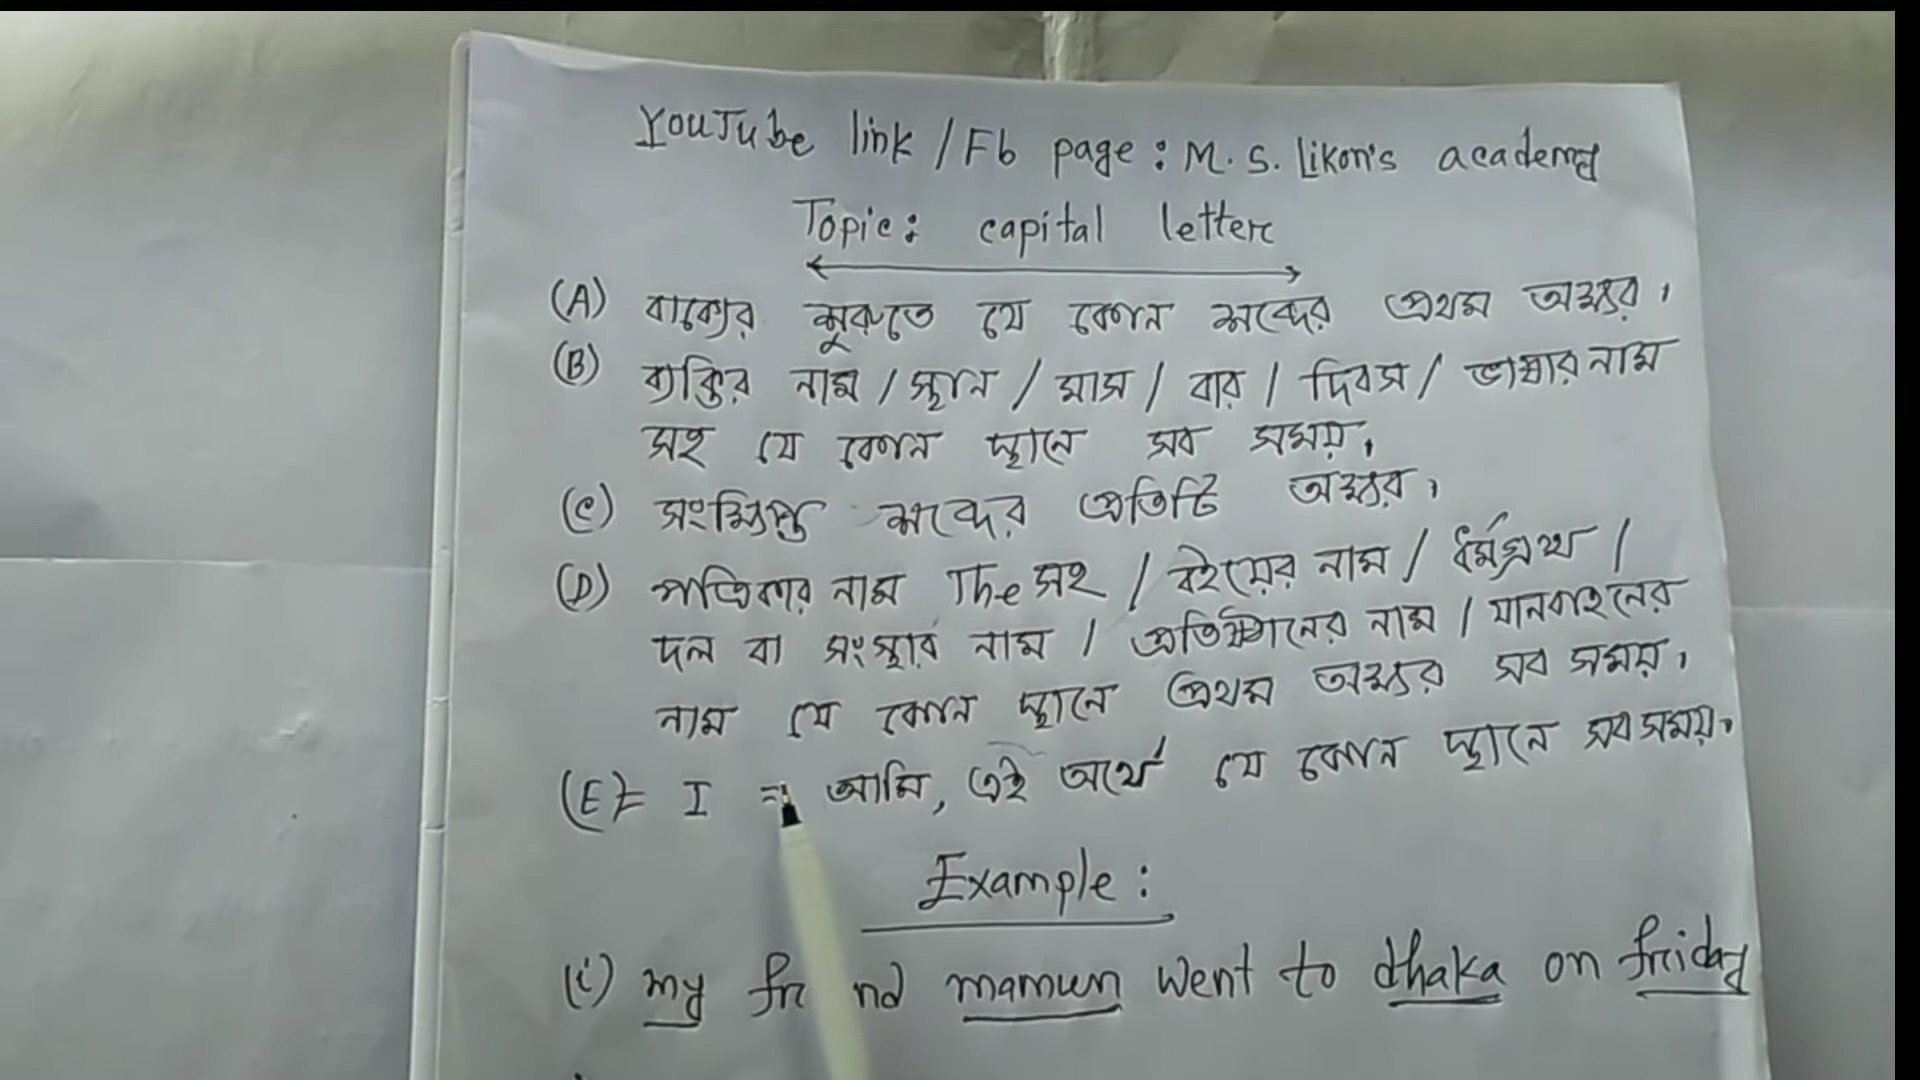 YouTube link / Fb page : M. S. Likon's academy
Topic : capital letter
(A) বাক্যের শুরুতে যে কোন শব্দের প্রথম অক্ষর।
(B) ব্যক্তির নাম / স্থান / মাস / বার / দিবস / ভাষার নাম
সহ যে কোন স্থানে সব সময়।
(C) সংক্ষিপ্ত শব্দের প্রতিটি অক্ষর।
(D) পত্রিকার নাম The সহ / বইয়ের নাম / ধর্মগ্রন্থ /
দল বা সংস্থার নাম / প্রতিষ্ঠানের নাম / যানবাহনের
নাম যে কোন স্থানে প্রথম অক্ষর সব সময়।
(E) = I = আমি, এই অর্থে যে কোন স্থানে সব সময়।
Example :
(i) my mamun went to dhaka on friday